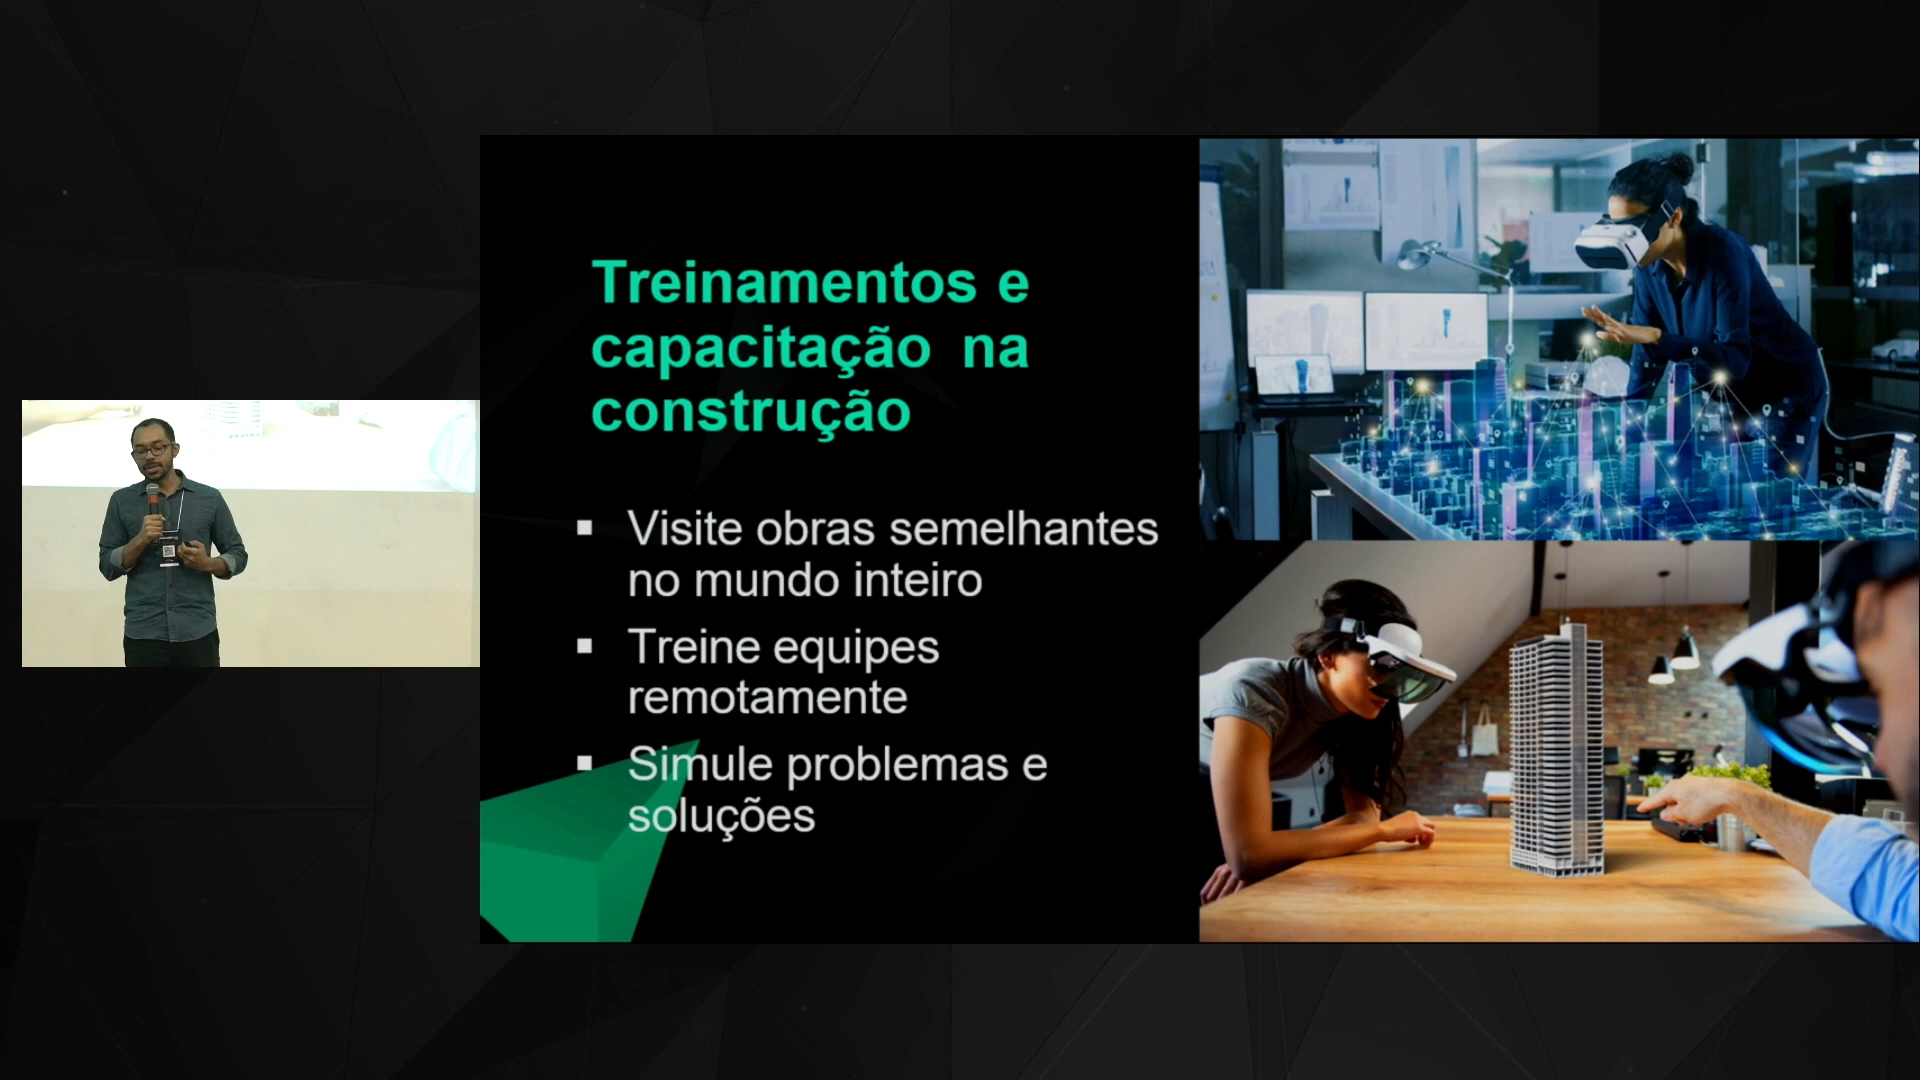 Treinamentos e
capacitação na
construção
▪ Visite obras semelhantes
no mundo inteiro
▪ Treine equipes
remotamente
▪ Simule problemas e
soluções